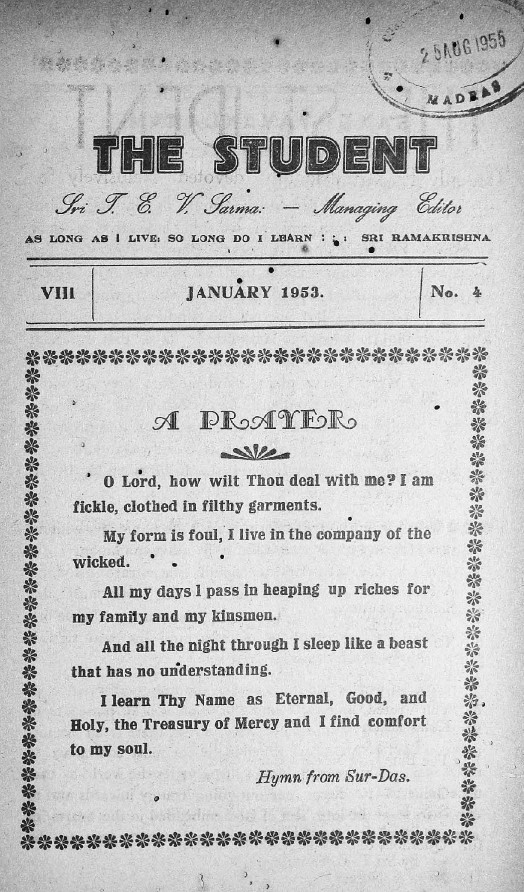 25 AUG 1955
MADRAS
THE STUDENT
Sri T. E. V. Sarma: — Managing Editor
AS LONG AS I LIVE: SO LONG DO I LEARN : : : SRI RAMAKRISHNA
VIII JANUARY 1953. No. 4
A PRAYER
O Lord, how wilt Thou deal with me? I am
fickle, clothed in filthy garments.
My form is foul, I live in the company of the
wicked.
All my days I pass in heaping up riches for
my family and my kinsmen.
And all the night through I sleep like a beast
that has no understanding.
I learn Thy Name as Eternal, Good, and
Holy, the Treasury of Mercy and I find comfort
to my soul.
Hymn from Sur-Das.